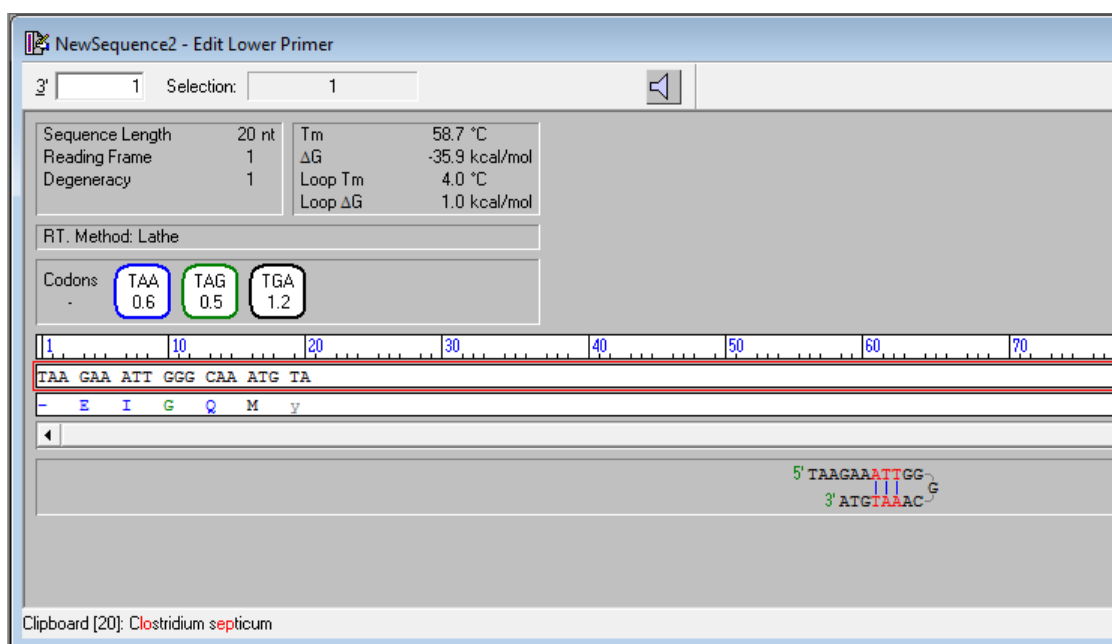 NewSequence2 - Edit Lower Primer
3' 1 Selection: 1
Sequence Length 20 nt
Reading Frame 1
Degeneracy 1
Tm 58.7 °C
ΔG -35.9 kcal/mol
Loop Tm 4.0 °C
Loop ΔG 1.0 kcal/mol
RT. Method: Lathe
Codons TAA TAG TGA
- 0.6 0.5 1.2
1 10 20 30 40 50 60 70
TAA GAA ATT GGG CAA ATG TA
- E I G Q M y
5' TAAGAAATTGG
G
3' ATGTAAAC
Clipboard [20]: Clostridium septicum